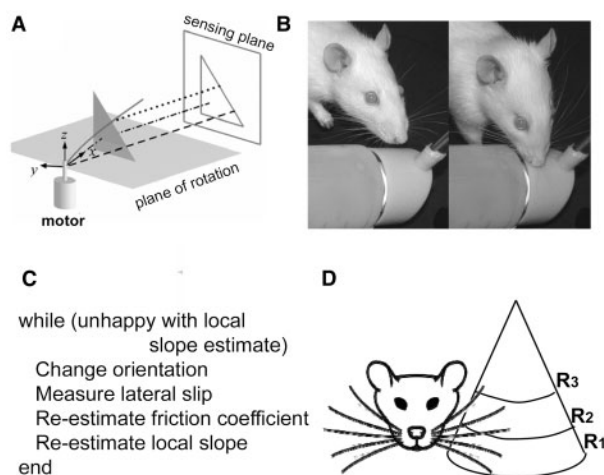 A
sensing plane
z
y
x
motor
plane of rotation
B
C
while (unhappy with local
slope estimate)
Change orientation
Measure lateral slip
Re-estimate friction coefficient
Re-estimate local slope
end
D
R3
R2
R1